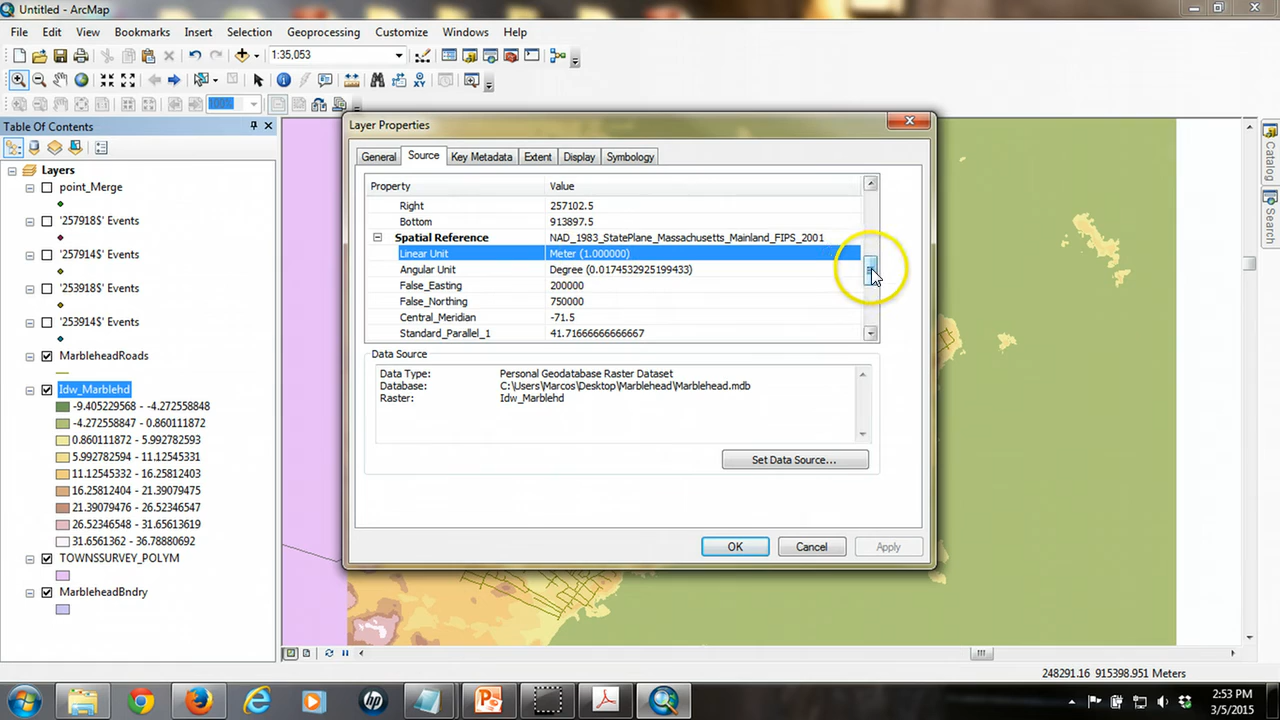 Untitled - ArcMap
File Edit View Bookmarks Insert Selection Geoprocessing Customize Windows Help
1:35,053
100%
Table Of Contents
Layers
point_Merge
'257918$' Events
'257914$' Events
'253918$' Events
'253914$' Events
MarbleheadRoads
Idw_Marblehd
-9.405229568 - -4.272558848
-4.272558847 - 0.860111872
0.860111872 - 5.992782593
5.992782594 - 11.12545331
11.12545332 - 16.25812403
16.25812404 - 21.39079475
21.39079476 - 26.52346547
26.52346548 - 31.65613619
31.6561362 - 36.78880692
TOWNSSURVEY_POLYM
MarbleheadBndry
Layer Properties
General Source Key Metadata Extent Display Symbology
Property Value
Right 257102.5
Bottom 913897.5
Spatial Reference NAD_1983_StatePlane_Massachusetts_Mainland_FIPS_2001
Linear Unit Meter (1.000000)
Angular Unit Degree (0.0174532925199433)
False_Easting 200000
False_Northing 750000
Central_Meridian -71.5
Standard_Parallel_1 41.71666666666667
Data Source
Data Type: Personal Geodatabase Raster Dataset
Database: C:\Users\Marcos\Desktop\Marblehead\Marblehead.mdb
Raster: Idw_Marblehd
Set Data Source...
OK Cancel Apply
Catalog
Search
248291.16 915398.951 Meters
2:53 PM
3/5/2015